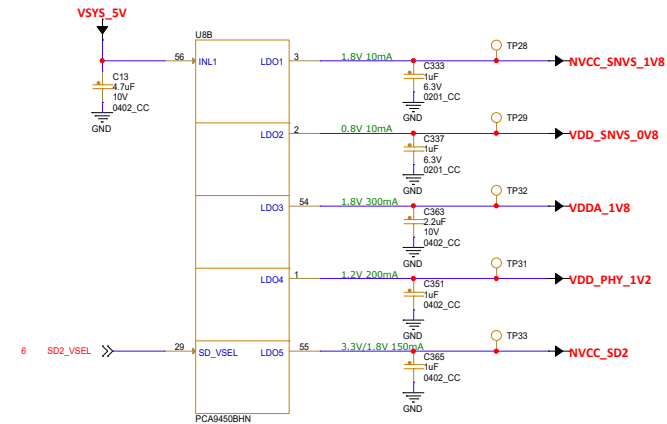 VSYS_5V
U8B
56 INL1 LDO1 3 1.8V 10mA TP28 NVCC_SNVS_1V8
C13
4.7uF
10V
0402_CC
GND
C333
1uF
6.3V
0201_CC
GND
LDO2 2 0.8V 10mA TP29 VDD_SNVS_0V8
C337
1uF
6.3V
0201_CC
GND
LDO3 54 1.8V 300mA TP32 VDDA_1V8
C363
2.2uF
10V
0402_CC
GND
LDO4 1 1.2V 200mA TP31 VDD_PHY_1V2
C351
1uF
0402_CC
GND
6 SD2_VSEL 29 SD_VSEL LDO5 55 3.3V/1.8V 150mA TP33 NVCC_SD2
C365
1uF
0402_CC
GND
PCA9450BHN